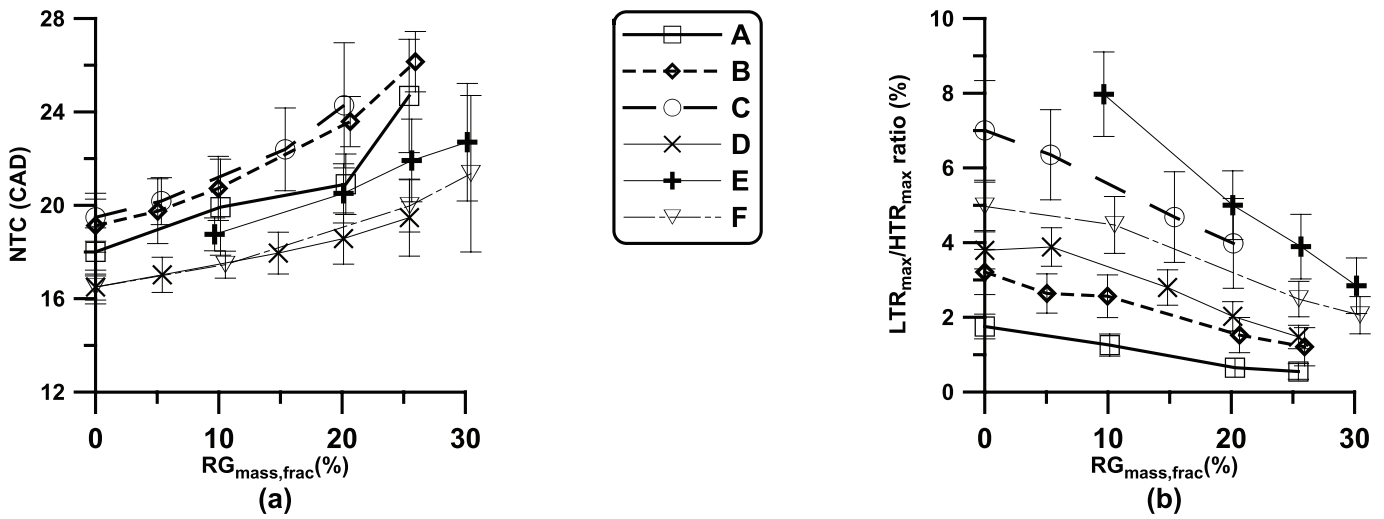 28
24
20
16
12
NTC (CAD)
0 10 20 30
RGmass,frac(%)
(a)
A
B
C
D
E
F
10
8
6
4
2
0
LTRmax/HTRmax ratio (%)
0 10 20 30
RGmass,frac(%)
(b)